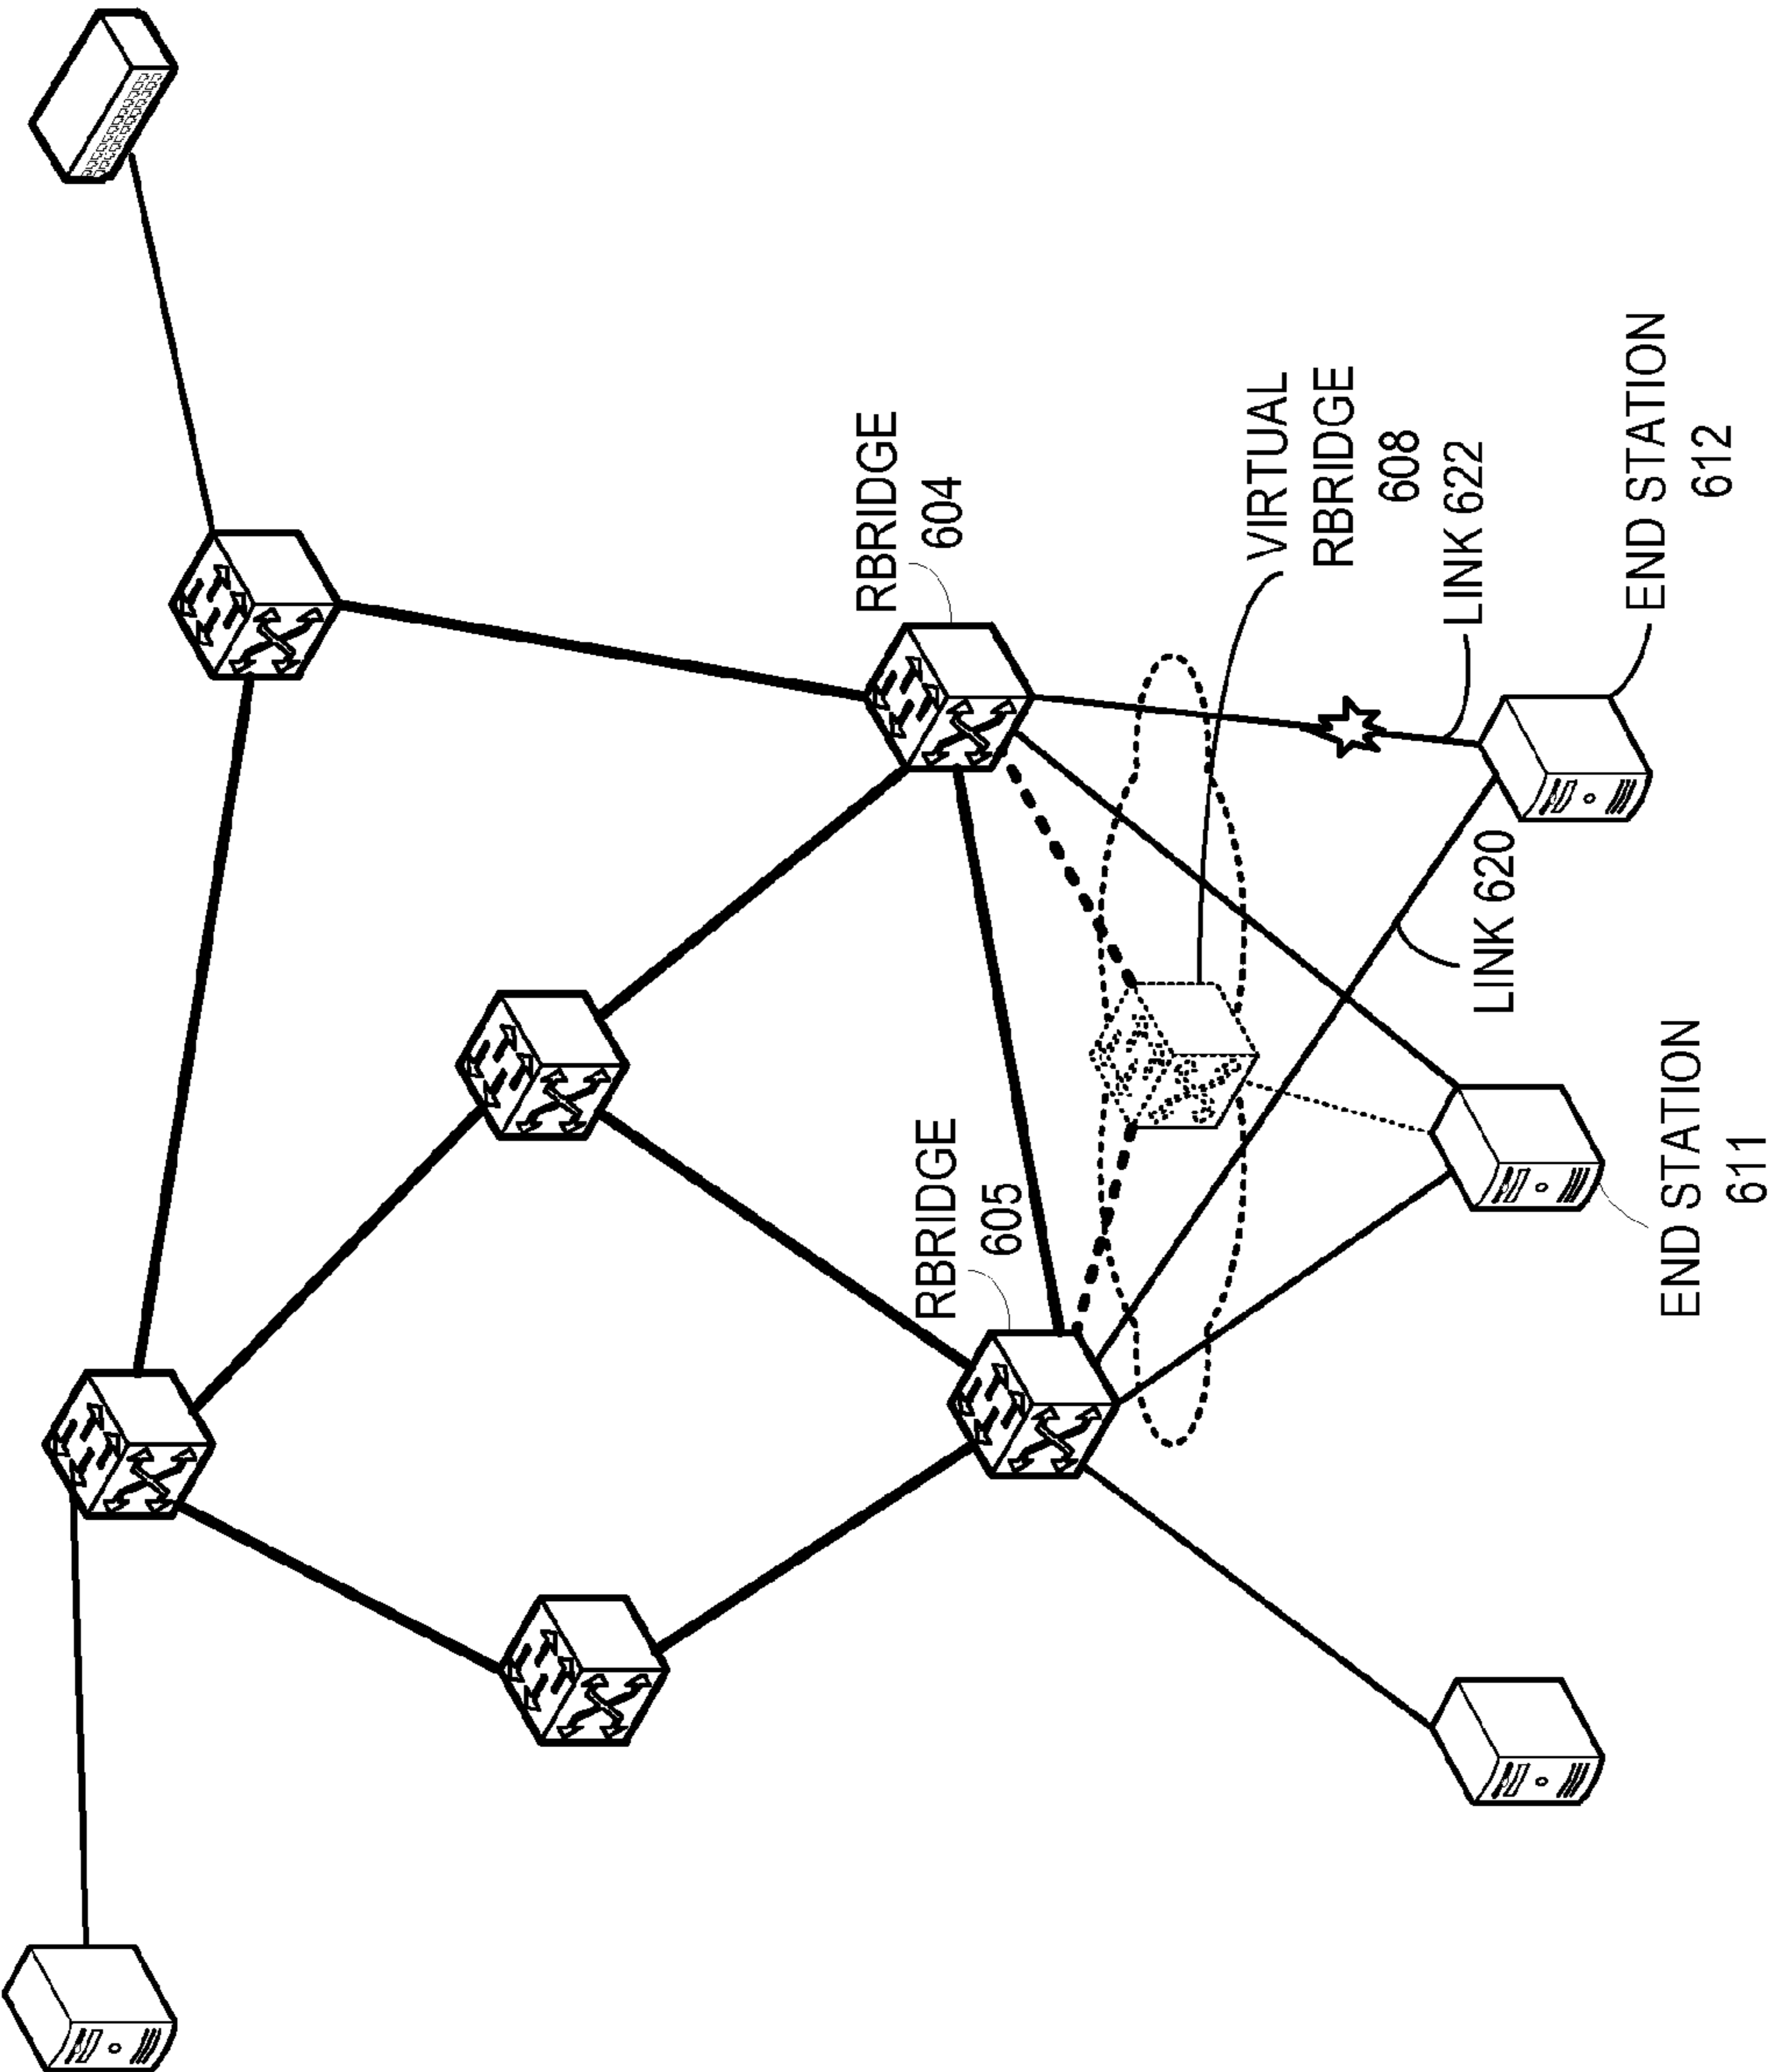 RBRIDGE
604
RBRIDGE
605
VIRTUAL
RBRIDGE
608
LINK 622
LINK 620
END STATION
612
END STATION
611